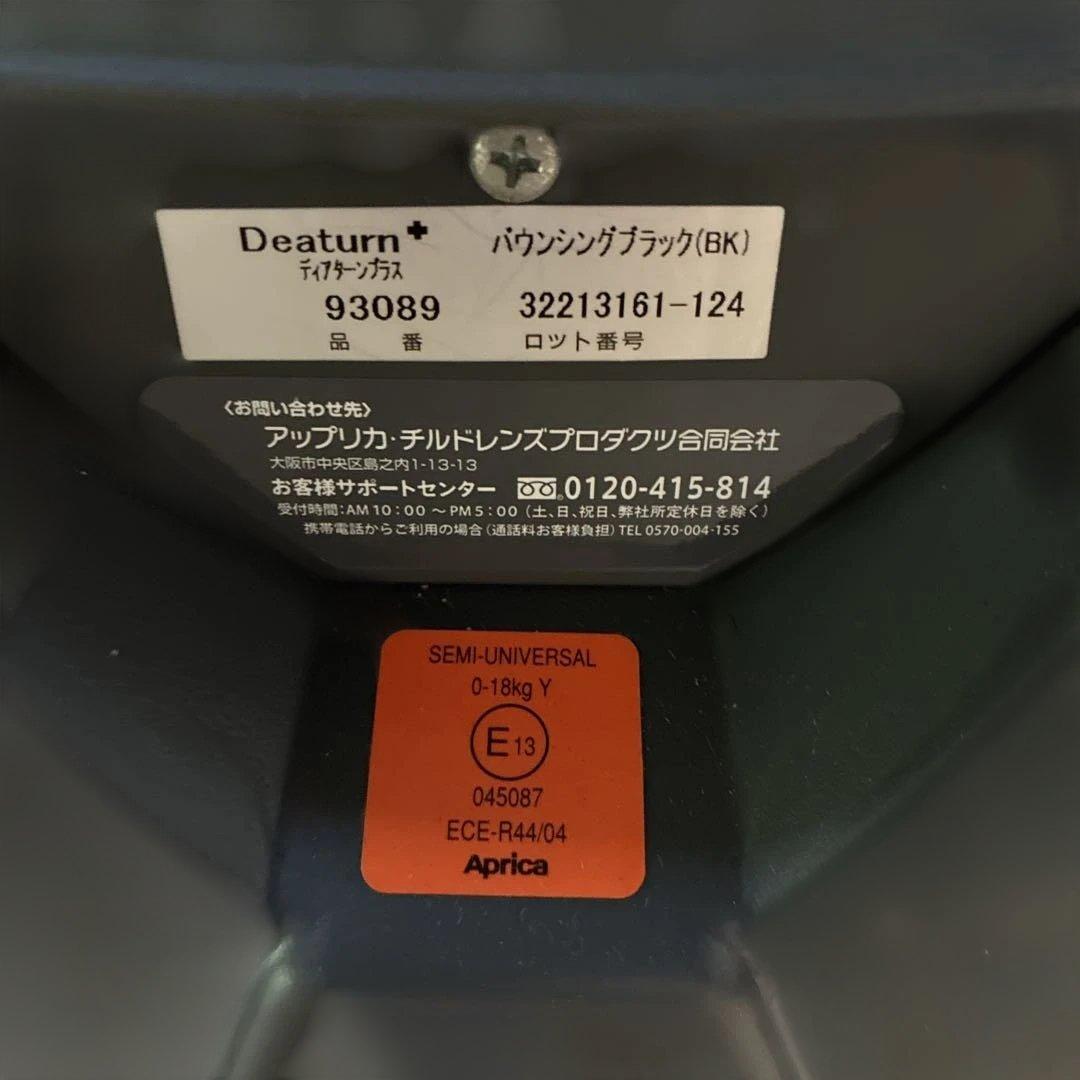 Deaturn+ バウンシングブラック(BK)
ディアターンプラス
93089 32213161-124
品番 ロット番号
〈お問い合わせ先〉
アップリカ・チルドレンズプロダクツ合同会社
大阪市中央区島之内1-13-13
お客様サポートセンター 0120-415-814
受付時間:AM10:00～PM5:00(土、日、祝日、弊社所定休日を除く)
携帯電話からご利用の場合(通話料お客様負担)TEL 0570-004-155
SEMI-UNIVERSAL
0-18kg Y
E 13
045087
ECE-R44/04
Aprica